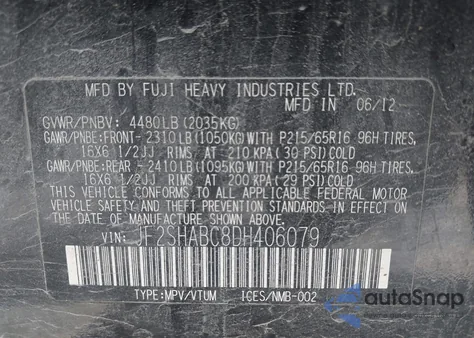 MFD BY FUJI HEAVY INDUSTRIES LTD.
MFD IN 06/12
GVWR/PNBV: 4480LB(2035KG)
GAWR/PNBE:FRONT- 2310LB(1050KG)WITH P215/65R16 96H TIRES,
16X6 1/2JJ RIMS AT 210 KPA(30 PSI)COLD
GAWR/PNBE:REAR - 2410LB(1095KG)WITH P215/65R16 96H TIRES,
16X6 1/2JJ RIMS AT 200 KPA(29 PSI)COLD
THIS VEHICLE CONFORMS TO ALL APPLICABLE FEDERAL MOTOR
VEHICLE SAFETY AND THEFT PREVENTION STANDARDS IN EFFECT
ON THE DATE OF MANUFACTURE SHOWN ABOVE.
VIN: JF2SHABC8DH406079
TYPE:MPV/VTUM ICES/NMB-002
autoSnap
www.autosnap